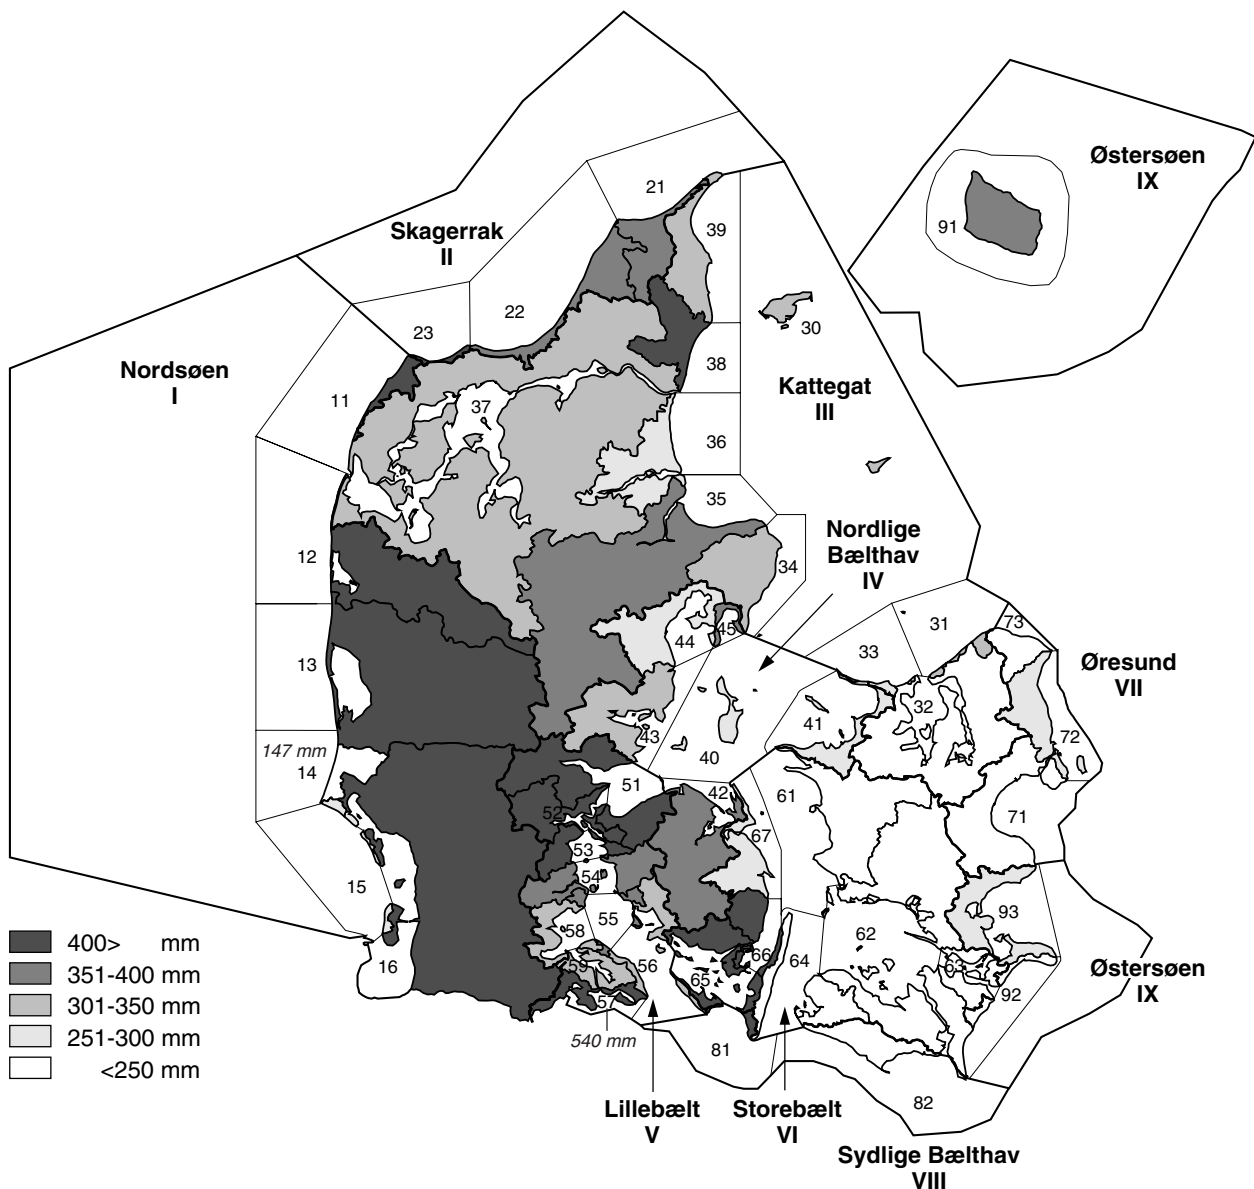 Skagerrak
II
Nordsøen
I
Kattegat
III
Nordlige
Bælthav
IV
Østersøen
IX
Øresund
VII
Østersøen
IX
Lillebælt
V
Storebælt
VI
Sydlige Bælthav
VIII
21
39
22
23
30
91
11
37
38
36
35
12
34
13
44
45
33
31
73
32
41
43
40
72
147 mm
14
51
42
61
52
67
71
53
54
15
55
58
62
93
16
59
56
65
66
64
63
92
57
540 mm
81
82
400> mm
351-400 mm
301-350 mm
251-300 mm
<250 mm